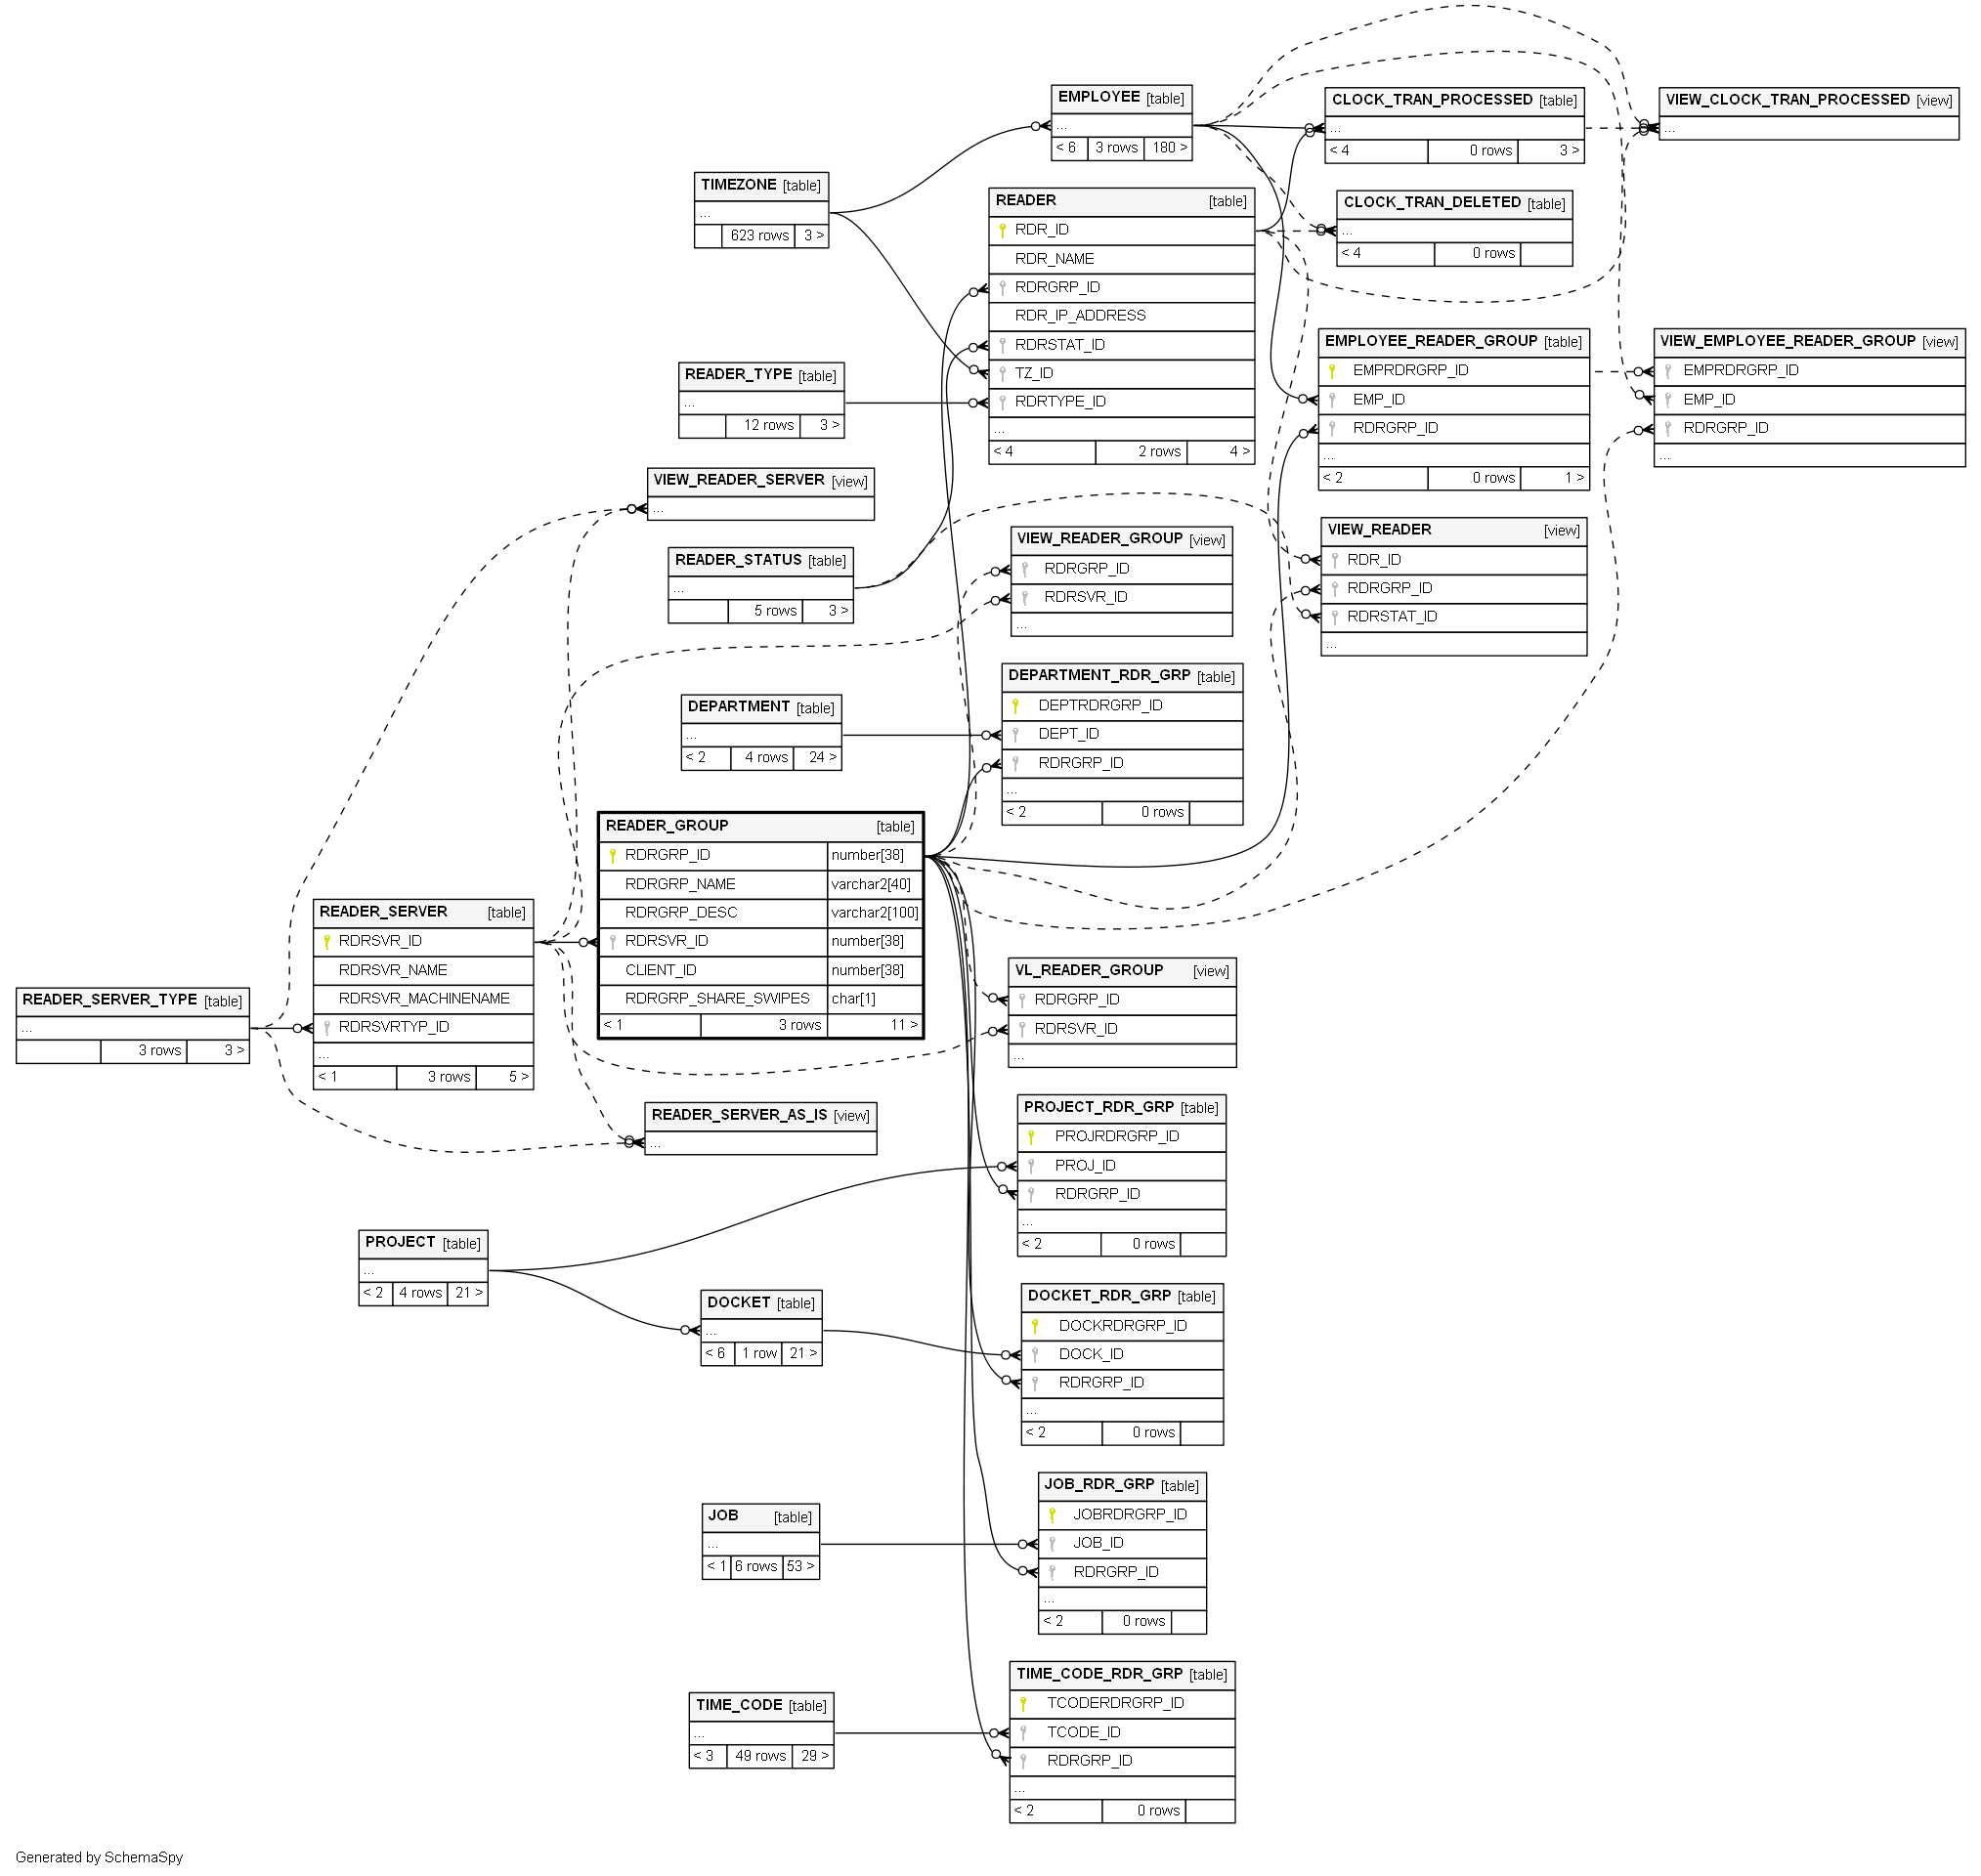 EMPLOYEE [table]
...
< 6 3 rows 180 >
CLOCK_TRAN_PROCESSED [table]
...
< 4 0 rows 3 >
VIEW_CLOCK_TRAN_PROCESSED [view]
...
TIMEZONE [table]
...
623 rows 3 >
READER [table]
RDR_ID
RDR_NAME
RDRGRP_ID
RDR_IP_ADDRESS
RDRSTAT_ID
TZ_ID
RDRTYPE_ID
...
< 4 2 rows 4 >
CLOCK_TRAN_DELETED [table]
...
< 4 0 rows
EMPLOYEE_READER_GROUP [table]
EMPRDRGRP_ID
EMP_ID
RDRGRP_ID
...
< 2 0 rows 1 >
VIEW_EMPLOYEE_READER_GROUP [view]
EMPRDRGRP_ID
EMP_ID
RDRGRP_ID
...
READER_TYPE [table]
...
12 rows 3 >
VIEW_READER_SERVER [view]
...
READER_STATUS [table]
...
5 rows 3 >
VIEW_READER_GROUP [view]
RDRGRP_ID
RDRSVR_ID
...
VIEW_READER [view]
RDR_ID
RDRGRP_ID
RDRSTAT_ID
...
DEPARTMENT [table]
...
< 2 4 rows 24 >
DEPARTMENT_RDR_GRP [table]
DEPTRDRGRP_ID
DEPT_ID
RDRGRP_ID
...
< 2 0 rows
READER_GROUP [table]
RDRGRP_ID number[38]
RDRGRP_NAME varchar2[40]
RDRGRP_DESC varchar2[100]
RDRSVR_ID number[38]
CLIENT_ID number[38]
RDRGRP_SHARE_SWIPES char[1]
< 1 3 rows 11 >
READER_SERVER [table]
RDRSVR_ID
RDRSVR_NAME
RDRSVR_MACHINENAME
RDRSVRTYP_ID
...
< 1 3 rows 5 >
READER_SERVER_TYPE [table]
...
3 rows 3 >
VL_READER_GROUP [view]
RDRGRP_ID
RDRSVR_ID
...
READER_SERVER_AS_IS [view]
...
PROJECT_RDR_GRP [table]
PROJRDRGRP_ID
PROJ_ID
RDRGRP_ID
...
< 2 0 rows
PROJECT [table]
...
< 2 4 rows 21 >
DOCKET [table]
...
< 6 1 row 21 >
DOCKET_RDR_GRP [table]
DOCKRDRGRP_ID
DOCK_ID
RDRGRP_ID
...
< 2 0 rows
JOB [table]
...
< 1 6 rows 53 >
JOB_RDR_GRP [table]
JOBRDRGRP_ID
JOB_ID
RDRGRP_ID
...
< 2 0 rows
TIME_CODE [table]
...
< 3 49 rows 29 >
TIME_CODE_RDR_GRP [table]
TCODERDRGRP_ID
TCODE_ID
RDRGRP_ID
...
< 2 0 rows
Generated by SchemaSpy